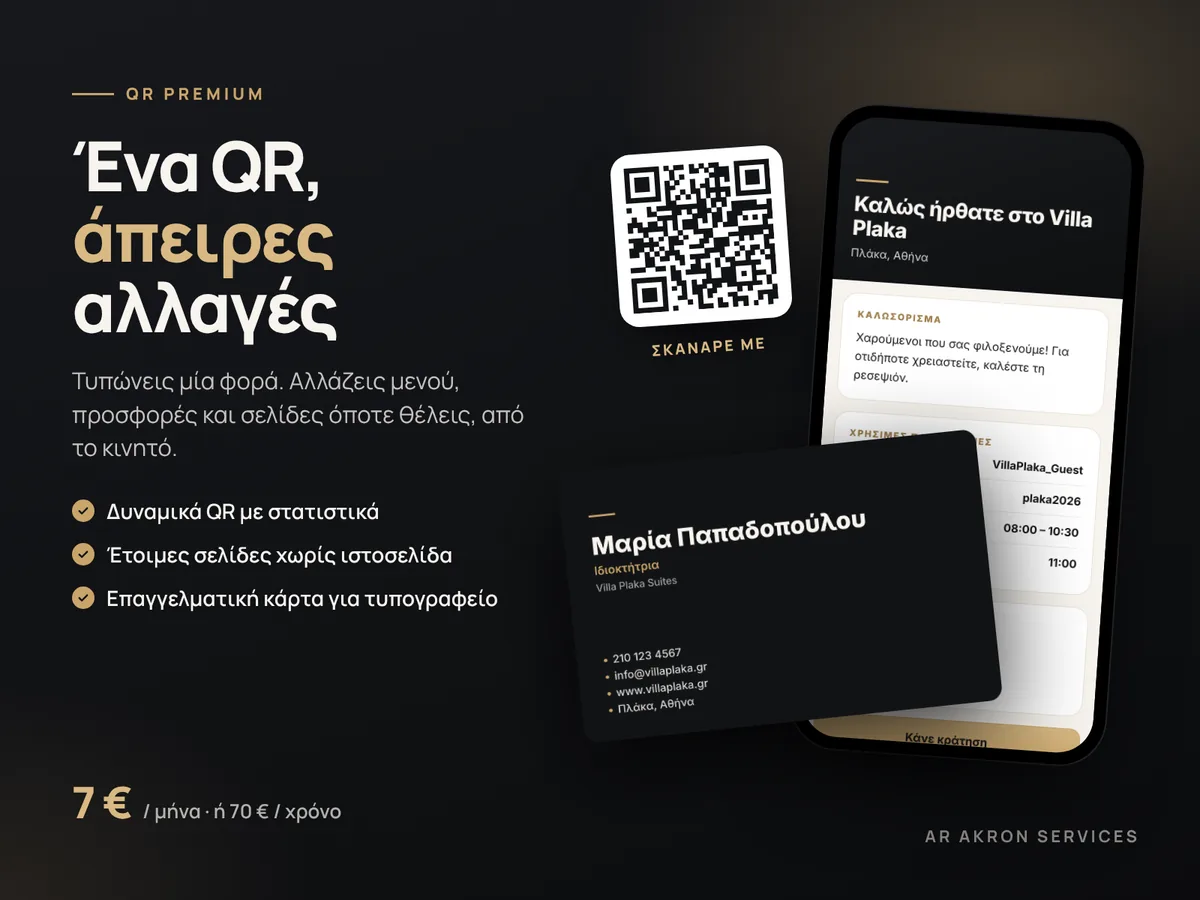 QR PREMIUM
Ένα QR,
άπειρες
αλλαγές
Τυπώνεις μία φορά. Αλλάζεις μενού,
προσφορές και σελίδες όποτε θέλεις, από
το κινητό.
Δυναμικά QR με στατιστικά
Έτοιμες σελίδες χωρίς ιστοσελίδα
Επαγγελματική κάρτα για τυπογραφείο
7 € / μήνα · ή 70 € / χρόνο
ΣΚΑΝΑΡΕ ΜΕ
Καλώς ήρθατε στο Villa
Plaka
Πλάκα, Αθήνα
ΚΑΛΩΣΟΡΙΣΜΑ
Χαρούμενοι που σας φιλοξενούμε! Για
οτιδήποτε χρειαστείτε, καλέστε τη
ρεσεψιόν.
ΧΡΗΣΙΜΕΣ
VillaPlaka_Guest
plaka2026
08:00 – 10:30
11:00
Κάνε κράτηση
Μαρία Παπαδοπούλου
Ιδιοκτήτρια
Villa Plaka Suites
• 210 123 4567
• info@villaplaka.gr
• www.villaplaka.gr
• Πλάκα, Αθήνα
AR AKRON SERVICES